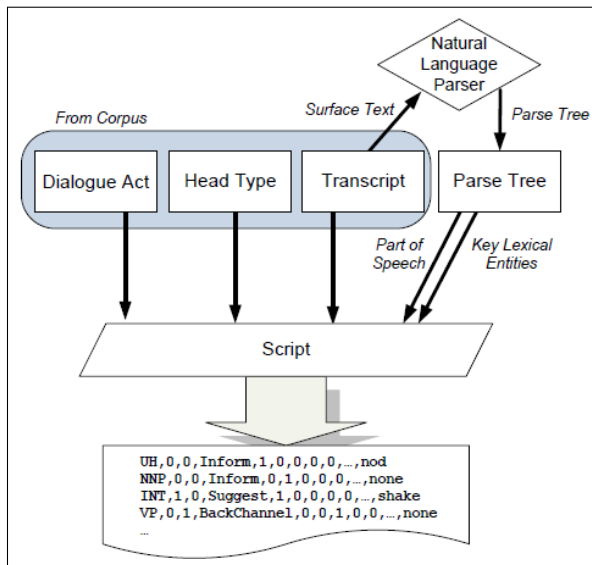 Natural
Language
Parser
From Corpus
Surface Text
Parse Tree
Dialogue Act
Head Type
Transcript
Parse Tree
Part of
Speech
Key Lexical
Entities
Script
UH,0,0,Inform,1,0,0,0,…,nod
NNP,0,0,Inform,0,1,0,0,0,…,none
INT,1,0,Suggest,1,0,0,0,0,…,shake
VP,0,1,BackChannel,0,0,1,0,0,…,none
…